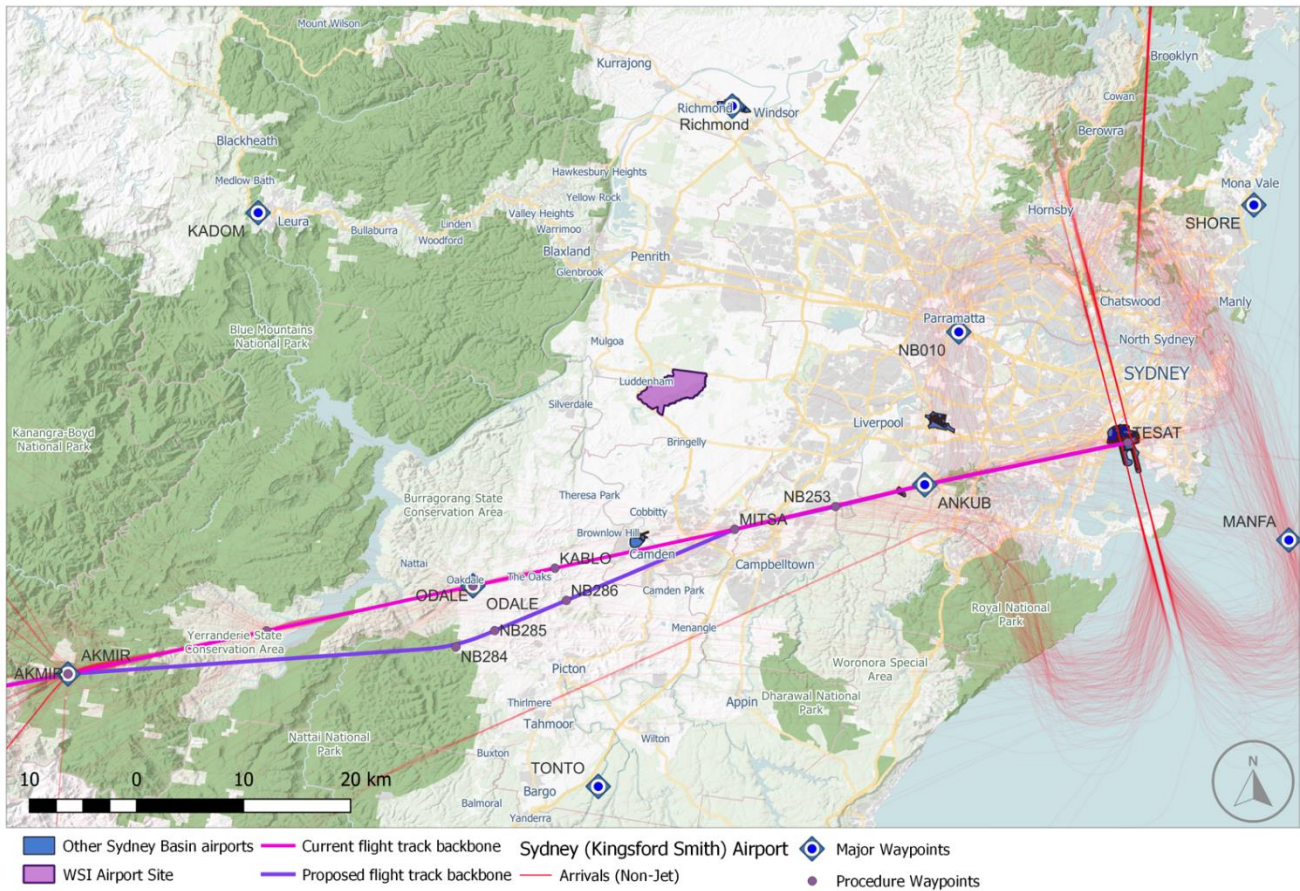 Mount Wilson
Brooklyn
Kurrajong
Cowan
Richmond
Windsor
Richmond
Berowra
Blackheath
Hawkesbury Heights
Medlow Bath
Yellow Rock
Mona Vale
Linden
Valley Heights
Hornsby
Leura
Bullaburra
Warrimoo
SHORE
KADOM
Woodford
Blaxland
Penrith
Glenbrook
Chatswood
Manly
Blue Mountains
National Park
Parramatta
North Sydney
Mulgoa
NB010
SYDNEY
Luddenham
Silverdale
Liverpool
Kanangra-Boyd
National Park
Bringelly
TESAT
Burragorang State
Conservation Area
Theresa Park
NB253
ANKUB
Cobbitty
MITSA
MANFA
Brownlow Hill
Camden
Nattai
KABLO
Campbelltown
Oakdale
The Oaks
ODALE
ODALE
NB286
Camden Park
Royal National
Park
NB285
Menangle
Yerranderie State
Conservation Area
NB284
AKMIR
AKMIR
Picton
Woronora Special
Area
Thirlmere
Appin
Dharawal National
Park
Tahmoor
Nattai National
Park
Wilton
Buxton
TONTO
Bargo
Balmoral
Yanderra
N
10 0 10 20 km
Other Sydney Basin airports
Current flight track backbone
Sydney (Kingsford Smith) Airport
Major Waypoints
WSI Airport Site
Proposed flight track backbone
Arrivals (Non-Jet)
Procedure Waypoints